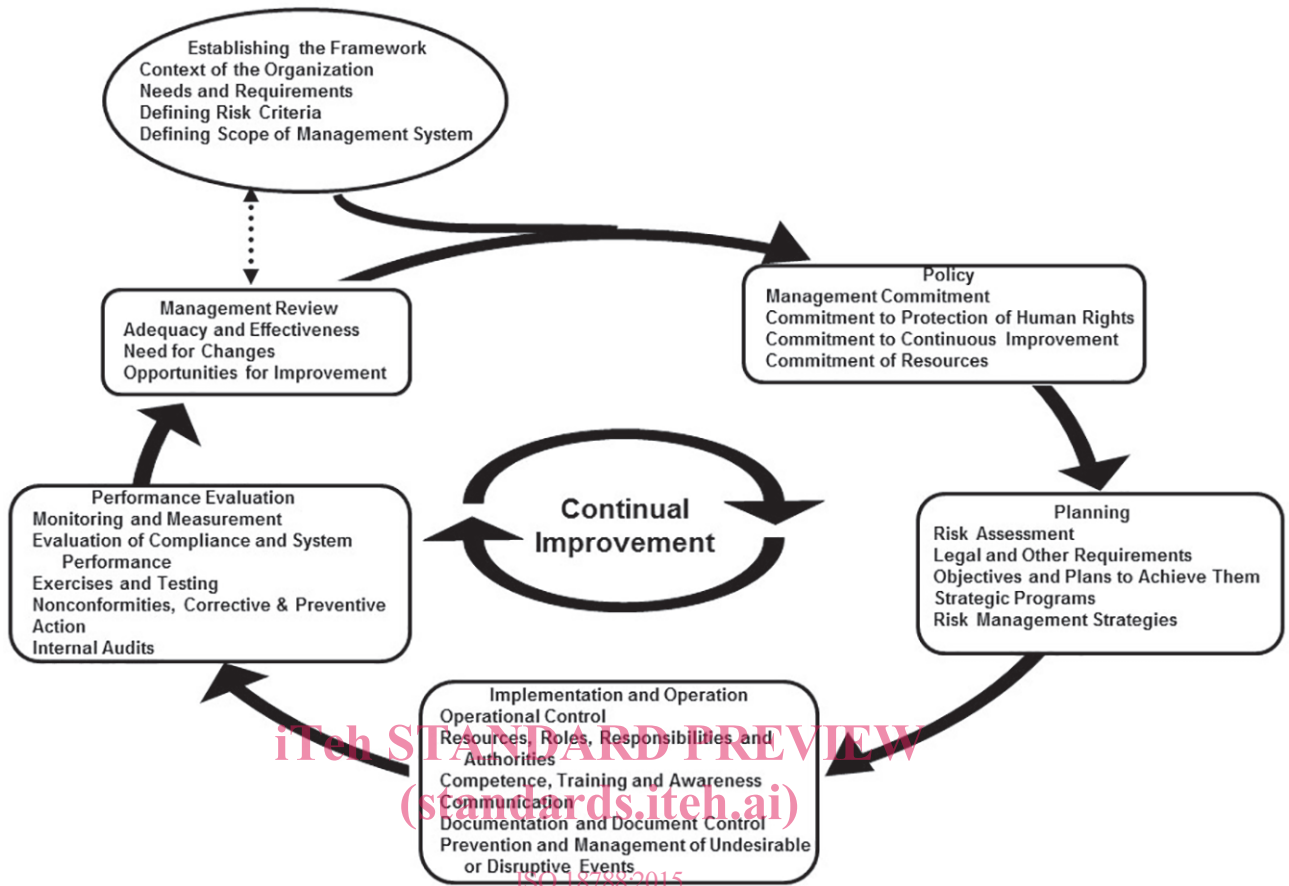 Establishing the Framework
Context of the Organization
Needs and Requirements
Defining Risk Criteria
Defining Scope of Management System
Management Review
Adequacy and Effectiveness
Need for Changes
Opportunities for Improvement
Policy
Management Commitment
Commitment to Protection of Human Rights
Commitment to Continuous Improvement
Commitment of Resources
Performance Evaluation
Monitoring and Measurement
Evaluation of Compliance and System
Performance
Exercises and Testing
Nonconformities, Corrective & Preventive
Action
Internal Audits
Continual
Improvement
Planning
Risk Assessment
Legal and Other Requirements
Objectives and Plans to Achieve Them
Strategic Programs
Risk Management Strategies
Implementation and Operation
Operational Control
Resources, Roles, Responsibilities and
Authorities
Competence, Training and Awareness
Communication
Documentation and Document Control
Prevention and Management of Undesirable
or Disruptive Events
iTeh STANDARD PREVIEW
(standards.iteh.ai)
ISO 18788:2015